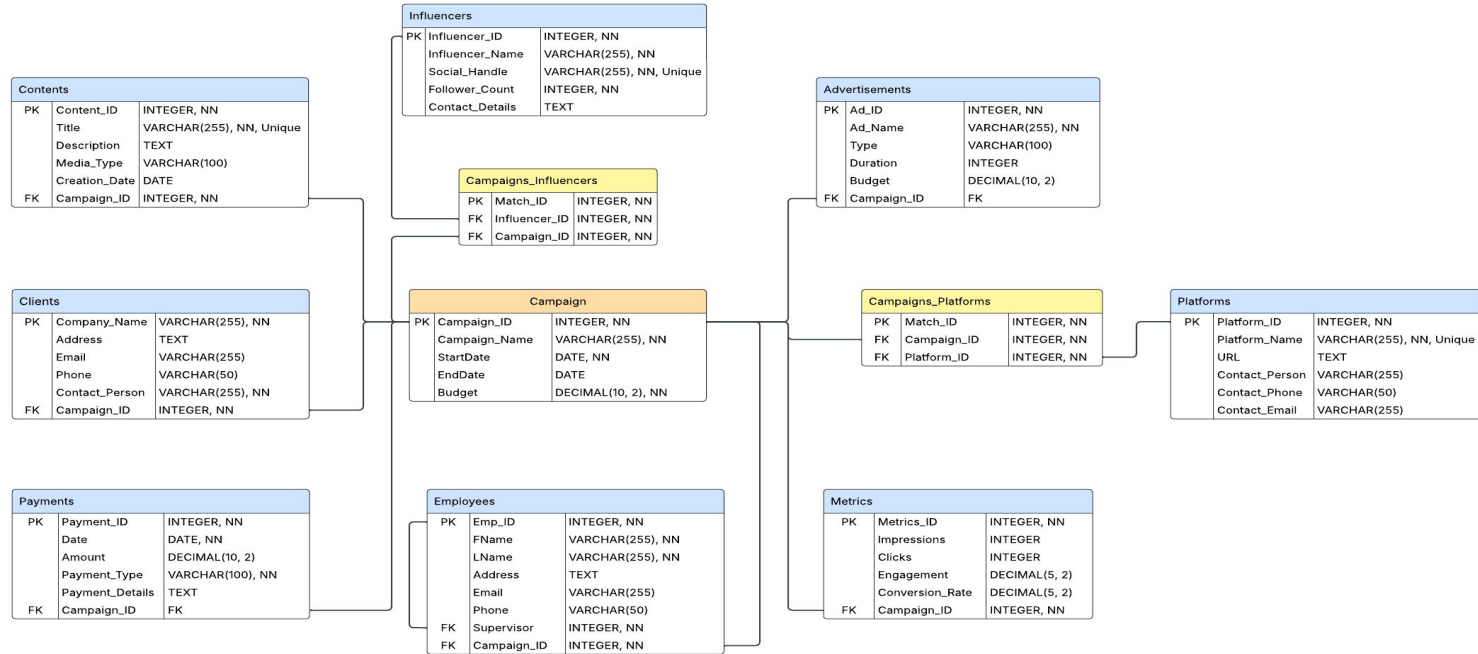 Influencers
PK Influencer_ID INTEGER, NN
Influencer_Name VARCHAR(255), NN
Social_Handle VARCHAR(255), NN, Unique
Follower_Count INTEGER, NN
Contact_Details TEXT
Contents
PK Content_ID INTEGER, NN
Title VARCHAR(255), NN, Unique
Description TEXT
Media_Type VARCHAR(100)
Creation_Date DATE
FK Campaign_ID INTEGER, NN
Advertisements
PK Ad_ID INTEGER, NN
Ad_Name VARCHAR(255), NN
Type VARCHAR(100)
Duration INTEGER
Budget DECIMAL(10, 2)
FK Campaign_ID FK
Campaigns_Influencers
PK Match_ID INTEGER, NN
FK Influencer_ID INTEGER, NN
FK Campaign_ID INTEGER, NN
Clients
PK Company_Name VARCHAR(255), NN
Address TEXT
Email VARCHAR(255)
Phone VARCHAR(50)
Contact_Person VARCHAR(255), NN
FK Campaign_ID INTEGER, NN
Campaign
PK Campaign_ID INTEGER, NN
Campaign_Name VARCHAR(255), NN
StartDate DATE, NN
EndDate DATE
Budget DECIMAL(10, 2), NN
Campaigns_Platforms
PK Match_ID INTEGER, NN
FK Campaign_ID INTEGER, NN
FK Platform_ID INTEGER, NN
Platforms
PK Platform_ID INTEGER, NN
Platform_Name VARCHAR(255), NN, Unique
URL TEXT
Contact_Person VARCHAR(255)
Contact_Phone VARCHAR(50)
Contact_Email VARCHAR(255)
Payments
PK Payment_ID INTEGER, NN
Date DATE, NN
Amount DECIMAL(10, 2)
Payment_Type VARCHAR(100), NN
Payment_Details TEXT
FK Campaign_ID FK
Employees
PK Emp_ID INTEGER, NN
FName VARCHAR(255), NN
LName VARCHAR(255), NN
Address TEXT
Email VARCHAR(255)
Phone VARCHAR(50)
FK Supervisor INTEGER, NN
FK Campaign_ID INTEGER, NN
Metrics
PK Metrics_ID INTEGER, NN
Impressions INTEGER
Clicks INTEGER
Engagement DECIMAL(5, 2)
Conversion_Rate DECIMAL(5, 2)
FK Campaign_ID INTEGER, NN